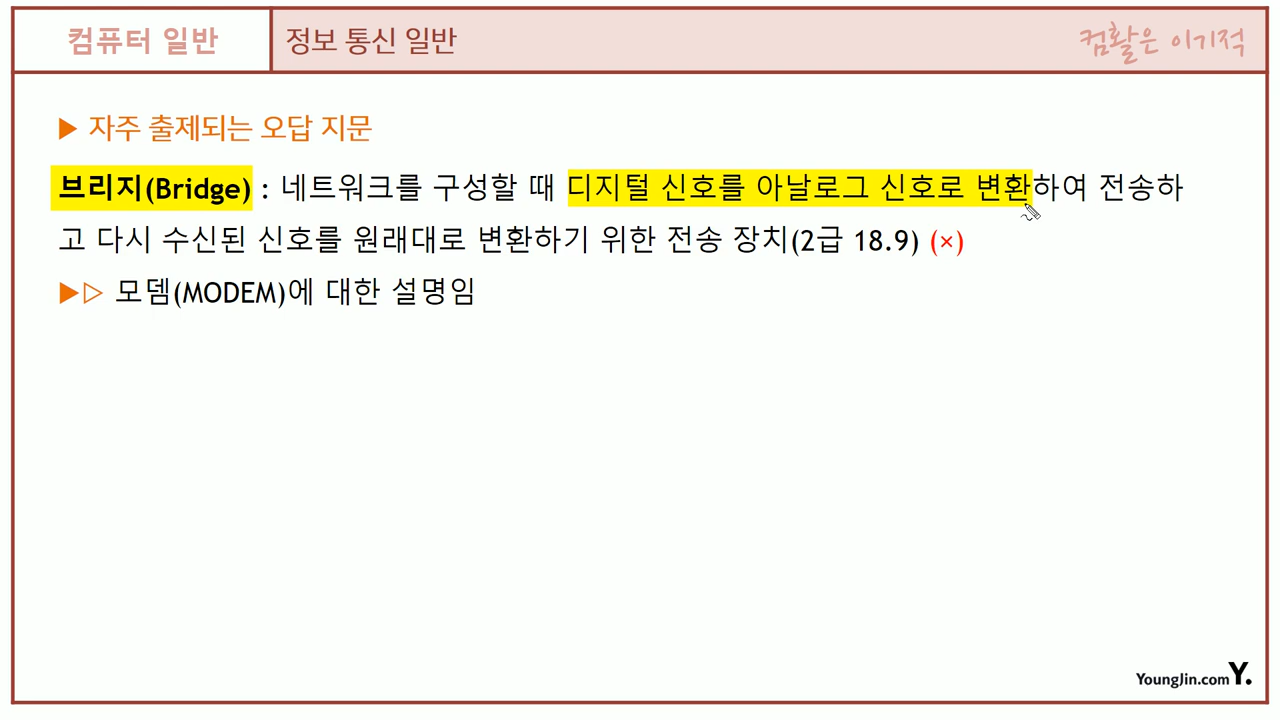 컴퓨터 일반
정보 통신 일반
컴활은 이기적
▶ 자주 출제되는 오답 지문
브리지(Bridge) : 네트워크를 구성할 때 디지털 신호를 아날로그 신호로 변환하여 전송하
고 다시 수신된 신호를 원래대로 변환하기 위한 전송 장치(2급 18.9) (×)
▶▷ 모뎀(MODEM)에 대한 설명임
YoungJin.com Y.